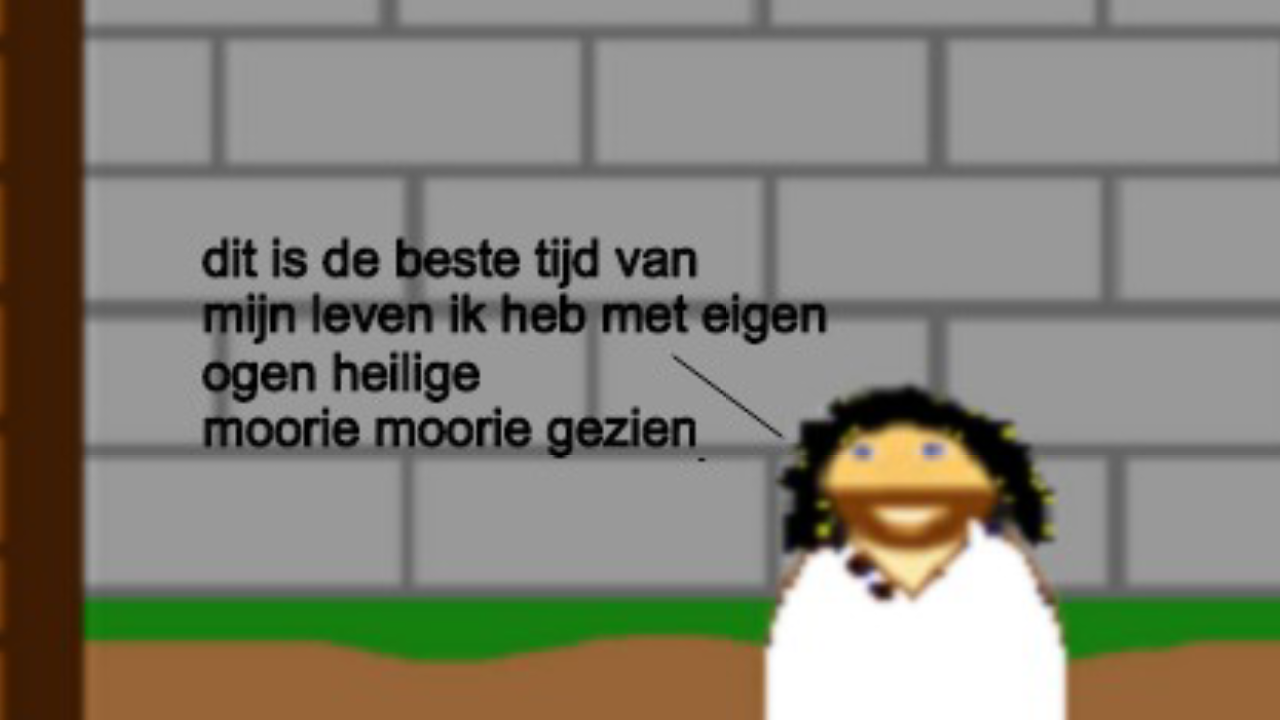 dit is de beste tijd van
mijn leven ik heb met eigen
ogen heilige
moorie moorie gezien